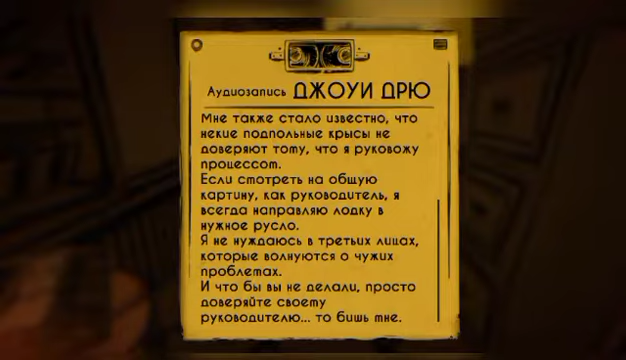 Аудиозапись ДЖОУИ ДРЮ
Мне также стало известно, что
некие подпольные крысы не
доверяют тому, что я руковожу
процессом.
Если смотреть на общую
картину, как руководитель, я
всегда направляю лодку в
нужное русло.
Я не нуждаюсь в третьих лицах,
которые волнуются о чужих
проблемах.
И что бы вы не делали, просто
доверяйте своему
руководителю... то бишь мне.